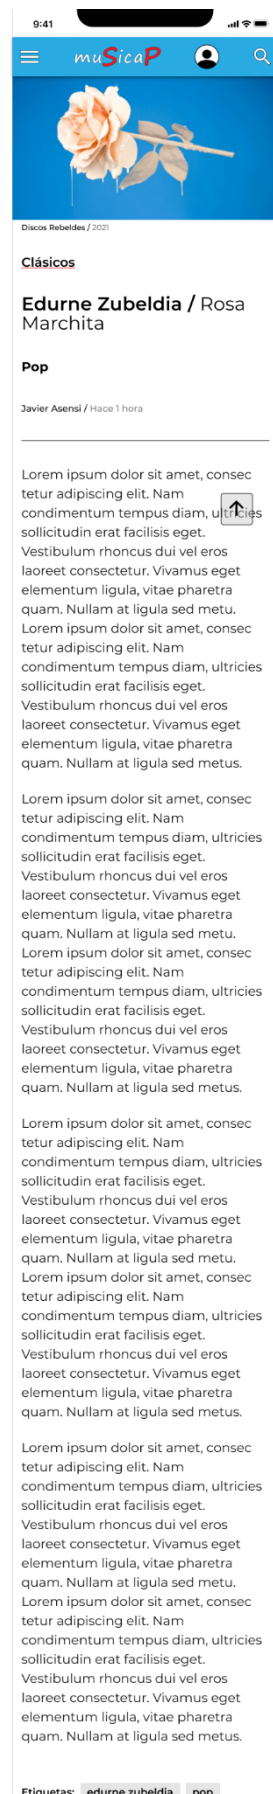 9:41
muSicaP
Discos Rebeldes / 2021
Clásicos
Edurne Zubeldia / Rosa
Marchita
Pop
Javier Asensi / Hace 1 hora
Lorem ipsum dolor sit amet, consec
tetur adipiscing elit. Nam
condimentum tempus diam, ultricies
sollicitudin erat facilisis eget.
Vestibulum rhoncus dui vel eros
laoreet consectetur. Vivamus eget
elementum ligula, vitae pharetra
quam. Nullam at ligula sed metu.
Lorem ipsum dolor sit amet, consec
tetur adipiscing elit. Nam
condimentum tempus diam, ultricies
sollicitudin erat facilisis eget.
Vestibulum rhoncus dui vel eros
laoreet consectetur. Vivamus eget
elementum ligula, vitae pharetra
quam. Nullam at ligula sed metus.
Lorem ipsum dolor sit amet, consec
tetur adipiscing elit. Nam
condimentum tempus diam, ultricies
sollicitudin erat facilisis eget.
Vestibulum rhoncus dui vel eros
laoreet consectetur. Vivamus eget
elementum ligula, vitae pharetra
quam. Nullam at ligula sed metu.
Lorem ipsum dolor sit amet, consec
tetur adipiscing elit. Nam
condimentum tempus diam, ultricies
sollicitudin erat facilisis eget.
Vestibulum rhoncus dui vel eros
laoreet consectetur. Vivamus eget
elementum ligula, vitae pharetra
quam. Nullam at ligula sed metus.
Lorem ipsum dolor sit amet, consec
tetur adipiscing elit. Nam
condimentum tempus diam, ultricies
sollicitudin erat facilisis eget.
Vestibulum rhoncus dui vel eros
laoreet consectetur. Vivamus eget
elementum ligula, vitae pharetra
quam. Nullam at ligula sed metu.
Lorem ipsum dolor sit amet, consec
tetur adipiscing elit. Nam
condimentum tempus diam, ultricies
sollicitudin erat facilisis eget.
Vestibulum rhoncus dui vel eros
laoreet consectetur. Vivamus eget
elementum ligula, vitae pharetra
quam. Nullam at ligula sed metus.
Lorem ipsum dolor sit amet, consec
tetur adipiscing elit. Nam
condimentum tempus diam, ultricies
sollicitudin erat facilisis eget.
Vestibulum rhoncus dui vel eros
laoreet consectetur. Vivamus eget
elementum ligula, vitae pharetra
quam. Nullam at ligula sed metu.
Lorem ipsum dolor sit amet, consec
tetur adipiscing elit. Nam
condimentum tempus diam, ultricies
sollicitudin erat facilisis eget.
Vestibulum rhoncus dui vel eros
laoreet consectetur. Vivamus eget
elementum ligula, vitae pharetra
quam. Nullam at ligula sed metus.
Etiquetas: edurne zubeldia pop